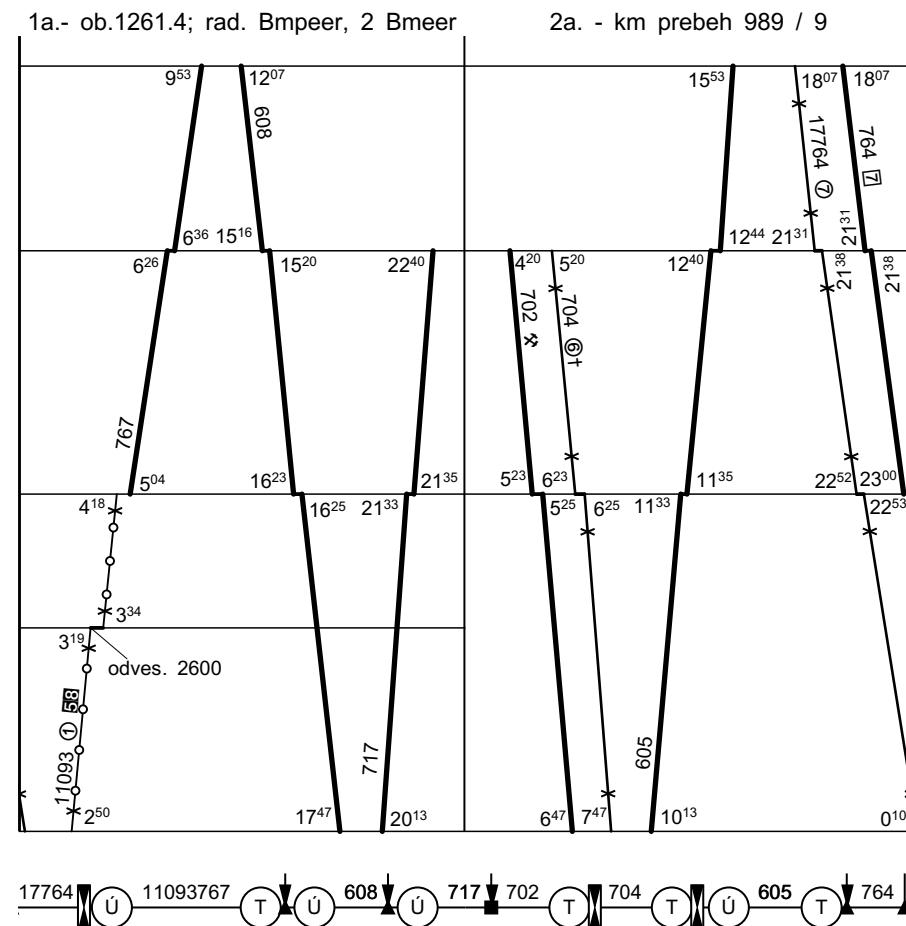 1a.- ob.1261.4; rad. Bmpeer, 2 Bmeer 2a. - km prebeh 989 / 9
9⁵³ 12⁰⁷ 15⁵³ 18⁰⁷ 18⁰⁷
608 17764 ⑦ 764 7
6³⁶ 15¹⁶ 12⁴⁴ 21³¹ 21³¹
6²⁶ 15²⁰ 22⁴⁰ 4²⁰ 5²⁰ 12⁴⁰ 21³⁸ 21³⁸
702 ⚒ 704 ⑥†
767
5⁰⁴ 16²³ 21³⁵ 5²³ 6²³ 11³⁵ 22⁵² 23⁰⁰
4¹⁸ 16²⁵ 21³³ 5²⁵ 6²⁵ 11³³ 22⁵³
3³⁴
3¹⁹
odves. 2600
11093 ① 58 717 605
2⁵⁰ 17⁴⁷ 20¹³ 6⁴⁷ 7⁴⁷ 10¹³ 0¹⁰
17764 Ú 11093767 T Ú 608 Ú 717 702 T 704 T Ú 605 T 764